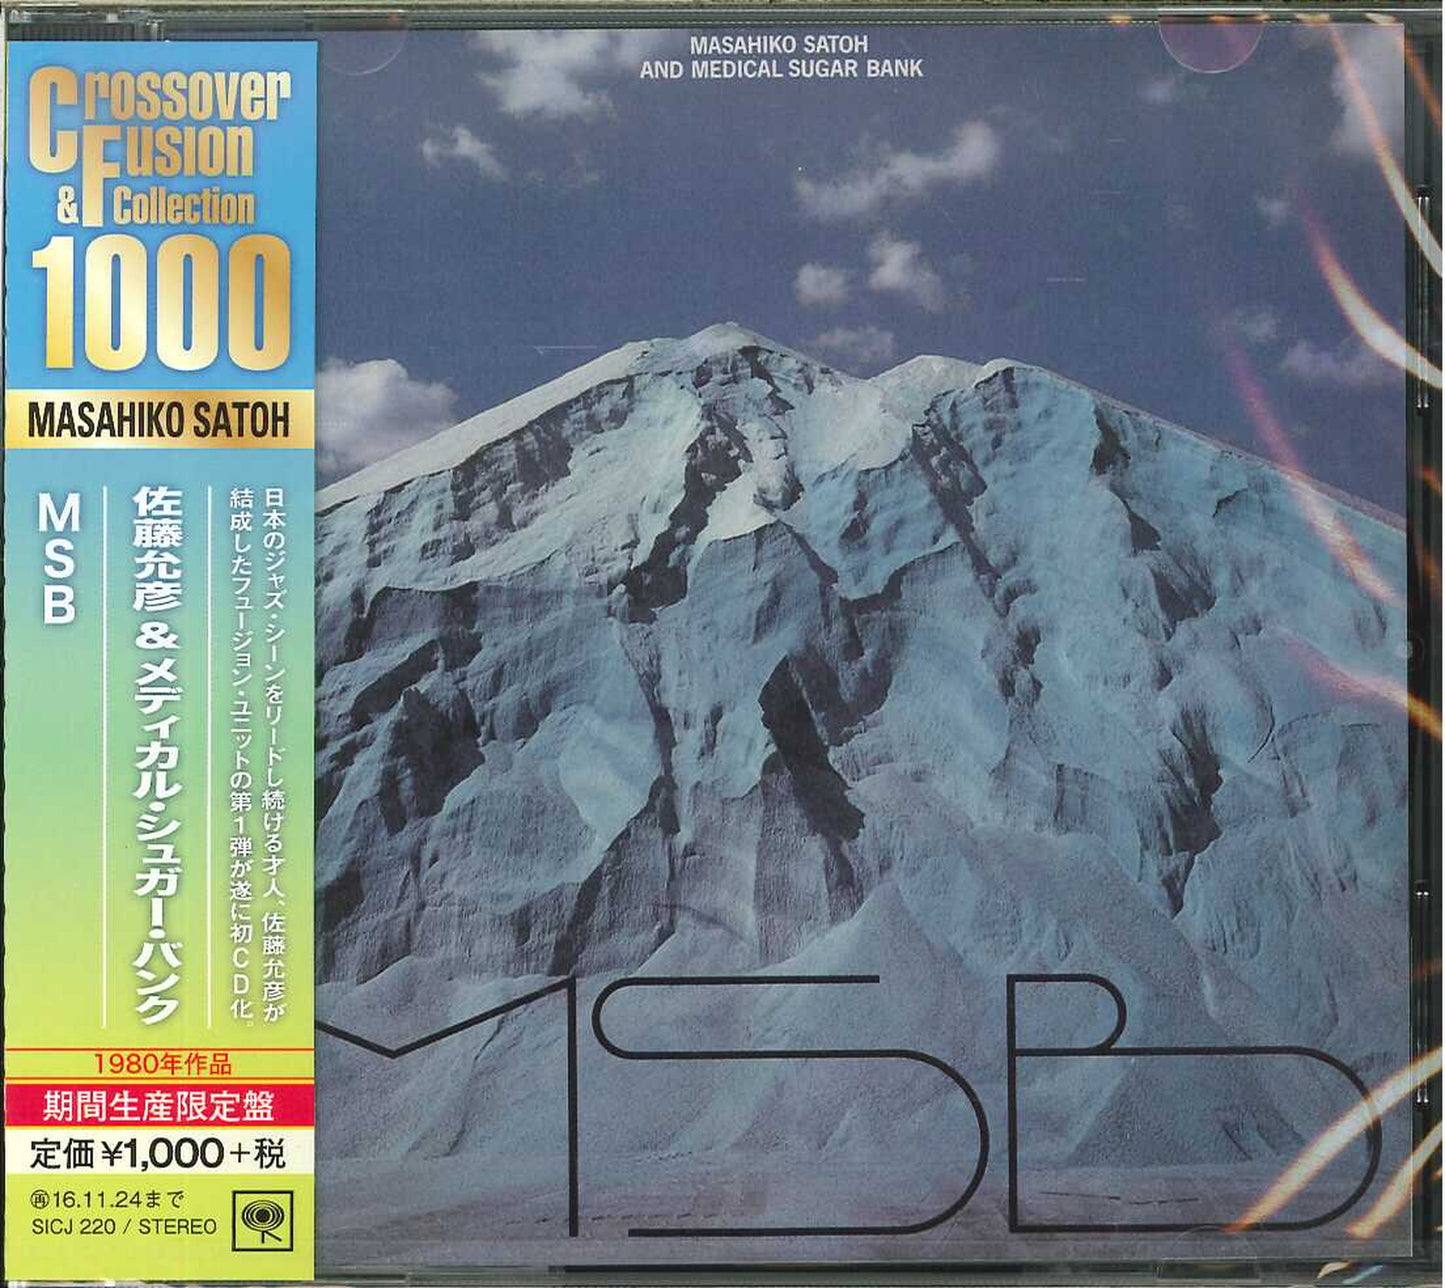 Crossover
Fusion
& Collection
1000
MASAHIKO SATOH
日本のジャズ・シーンをリードし続ける才人、佐藤允彦が
結成したフュージョン・ユニットの第1弾が遂に初CD化。
佐藤允彦 & メディカル・シュガー・バンク
MSB
1980年作品
期間生産限定盤
定価¥1,000+税
㊢16.11.24まで
SICJ 220 / STEREO
MASAHIKO SATOH
AND MEDICAL SUGAR BANK
MSB